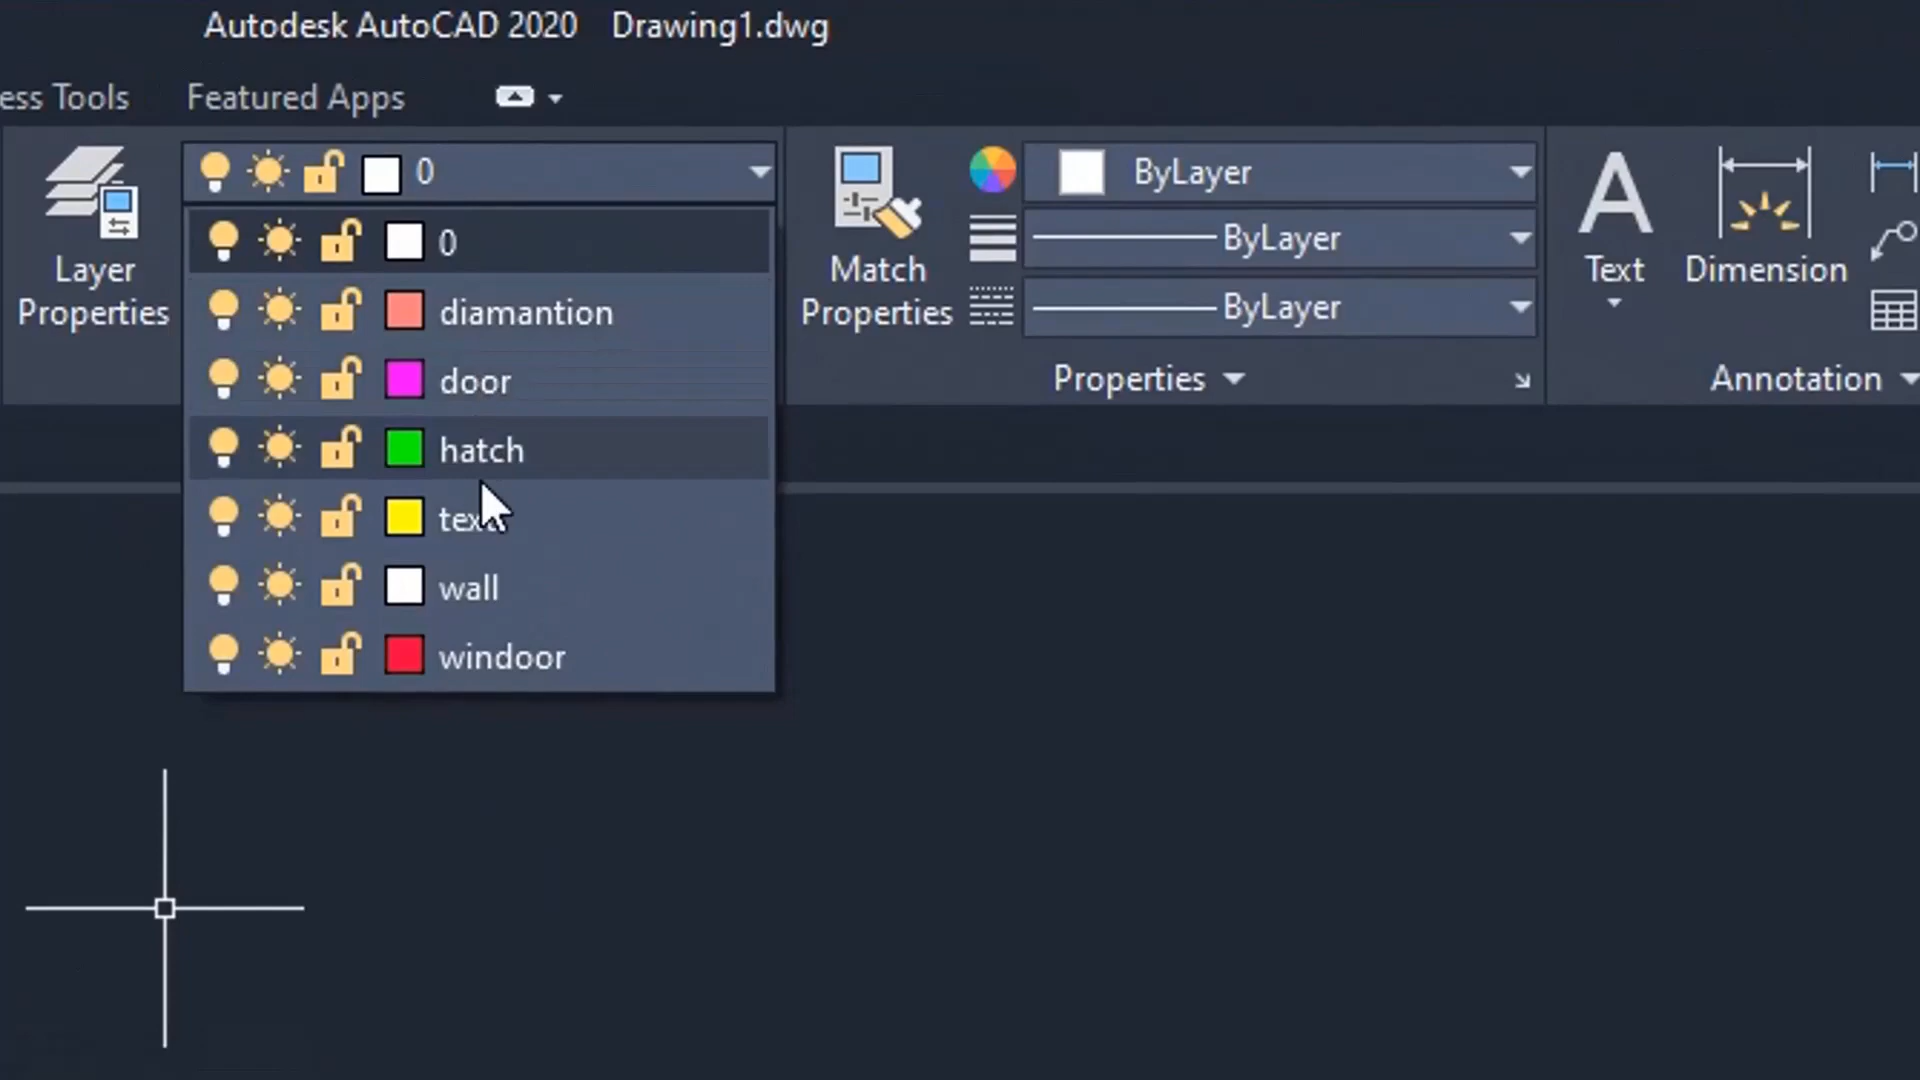 Autodesk AutoCAD 2020 Drawing1.dwg
ess Tools Featured Apps
0
0
diamantion
door
hatch
wall
windoor
Layer
Properties
Match
Properties
ByLayer
ByLayer
ByLayer
Properties
Text
Dimension
Annotation